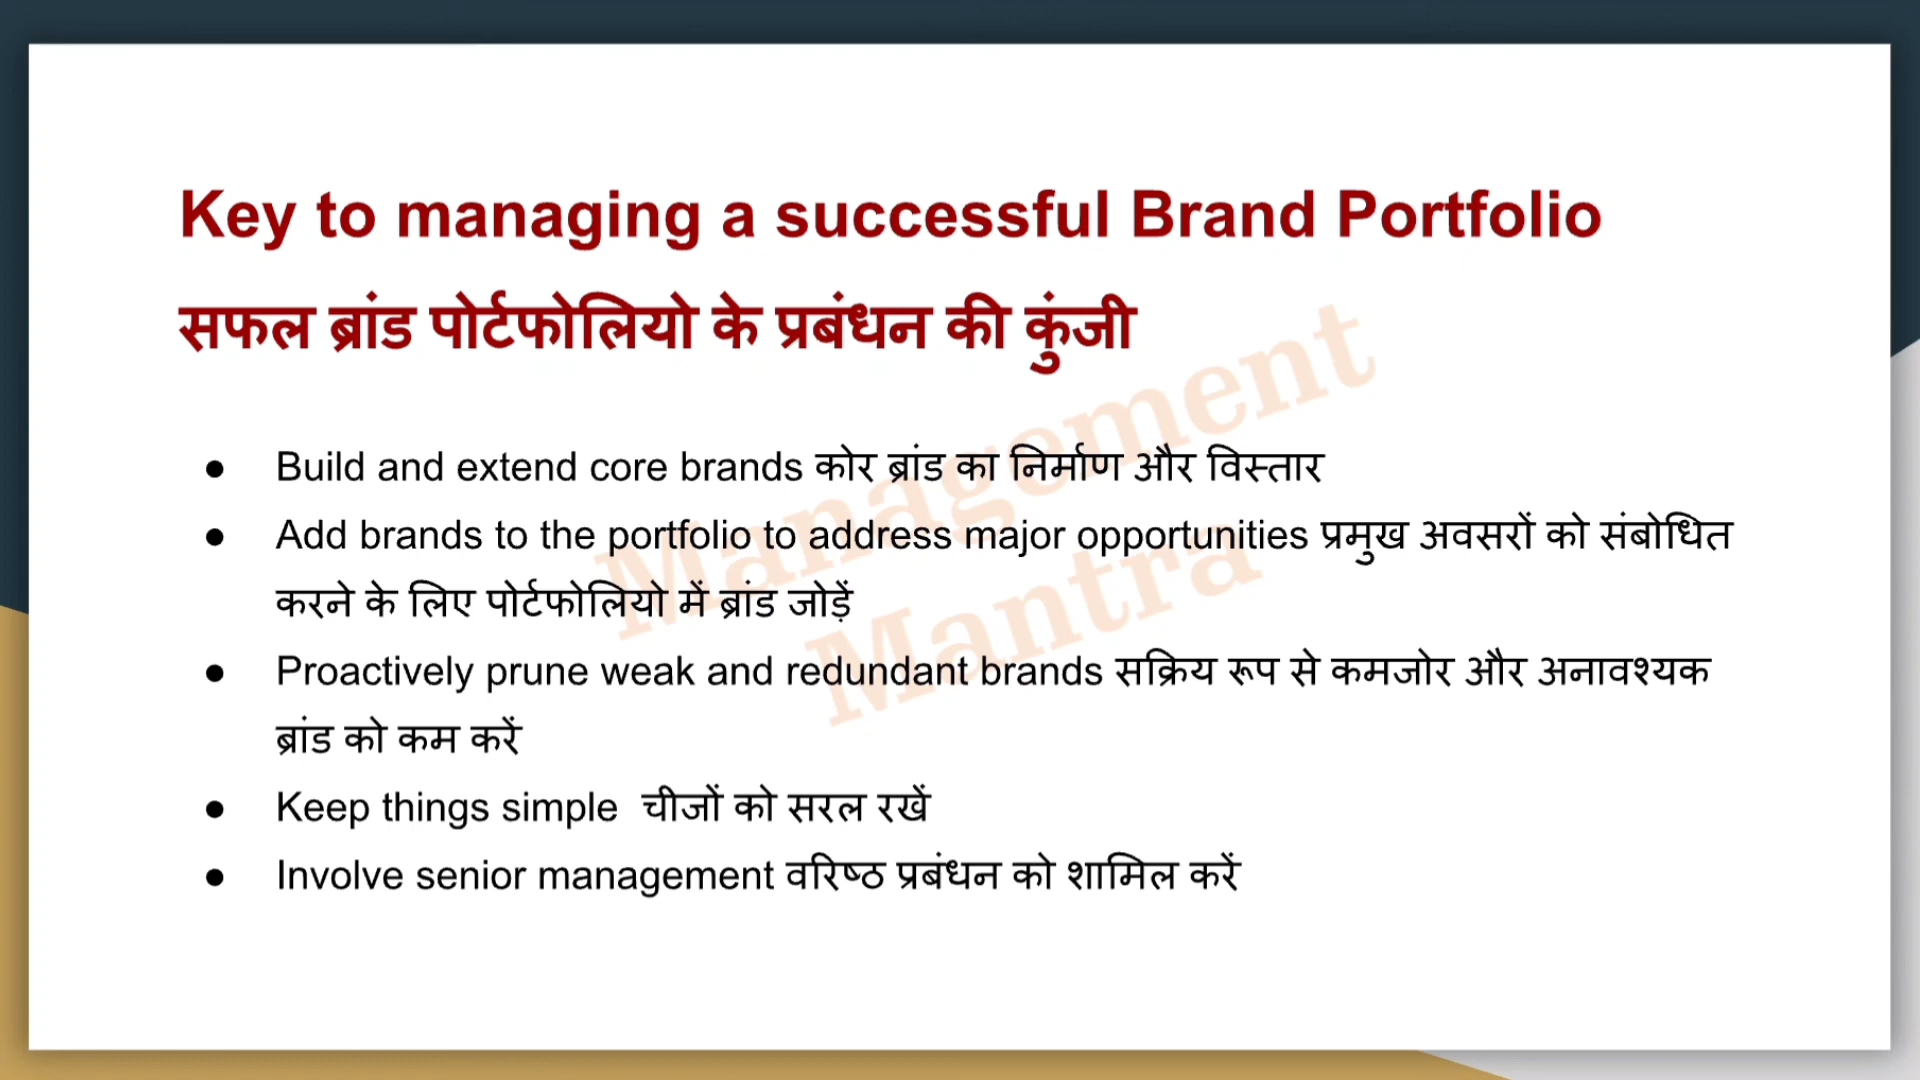 Key to managing a successful Brand Portfolio
सफल ब्रांड पोर्टफोलियो के प्रबंधन की कुंजी
● Build and extend core brands कोर ब्रांड का निर्माण और विस्तार
● Add brands to the portfolio to address major opportunities प्रमुख अवसरों को संबोधित
करने के लिए पोर्टफोलियो में ब्रांड जोड़ें
● Proactively prune weak and redundant brands सक्रिय रूप से कमजोर और अनावश्यक
ब्रांड को कम करें
● Keep things simple  चीजों को सरल रखें
● Involve senior management वरिष्ठ प्रबंधन को शामिल करें
Management
Mantra